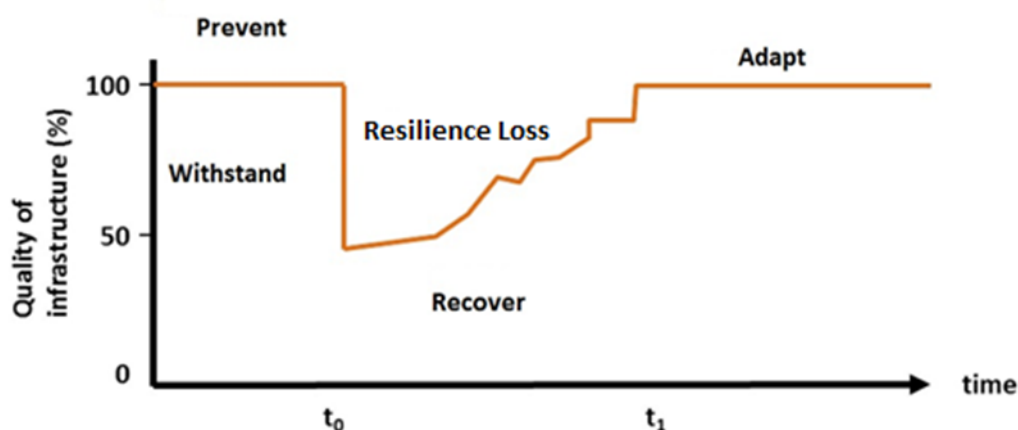 Prevent
Adapt
100
Resilience Loss
Withstand
Quality of
infrastructure (%)
50
Recover
0
time
t₀
t₁